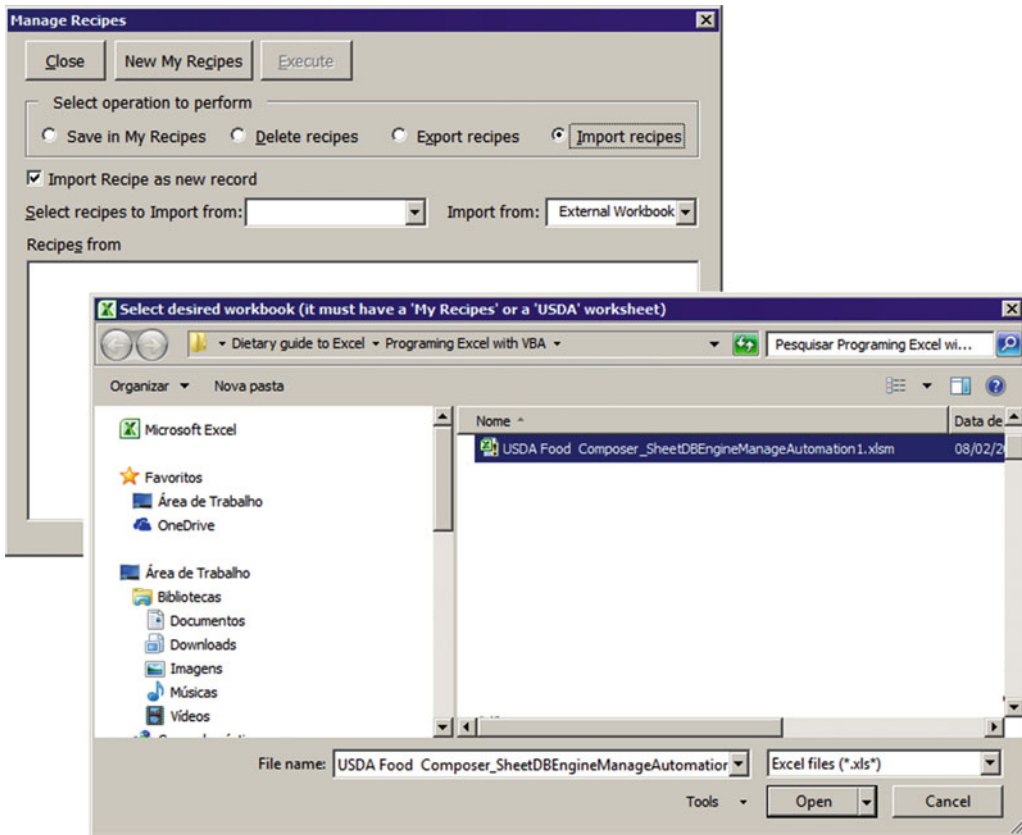 Manage Recipes
Close New My Recipes Execute
Select operation to perform
Save in My Recipes Delete recipes Export recipes Import recipes
Import Recipe as new record
Select recipes to Import from: Import from: External Workbook
Recipes from
Select desired workbook (it must have a 'My Recipes' or a 'USDA' worksheet)
Dietary guide to Excel Programing Excel with VBA Pesquisar Programing Excel wi...
Organizar Nova pasta
Microsoft Excel
Favoritos
Área de Trabalho
OneDrive
Área de Trabalho
Bibliotecas
Documentos
Downloads
Imagens
Músicas
Vídeos
Nome Data de
USDA Food Composer_SheetDBEngineManageAutomation1.xlsm 08/02/2
File name: USDA Food Composer_SheetDBEngineManageAutomation Excel files (*.xls*)
Tools Open Cancel